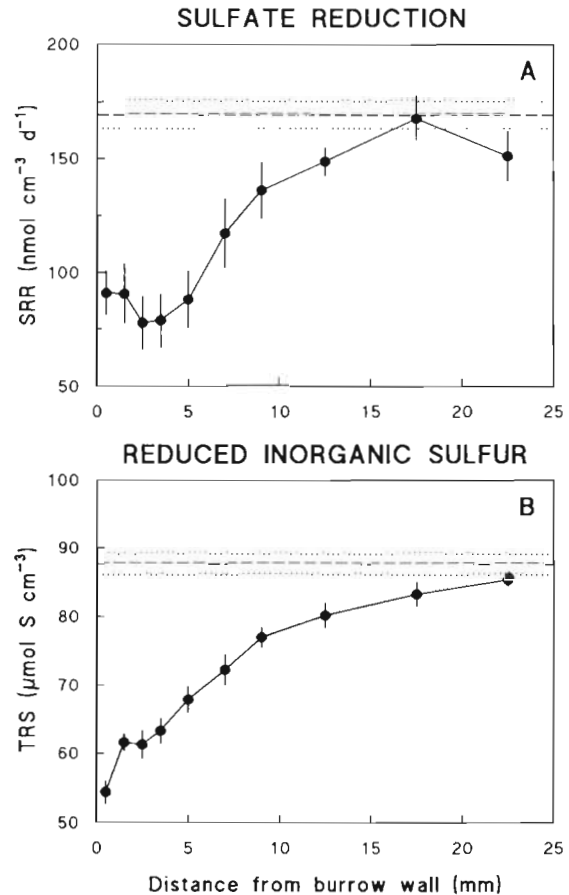 SULFATE REDUCTION
A
200
150
100
50
SRR (nmol cm⁻³ d⁻¹)
0 5 10 15 20 25
REDUCED INORGANIC SULFUR
B
100
90
80
70
60
50
TRS (µmol S cm⁻³)
0 5 10 15 20 25
Distance from burrow wall (mm)